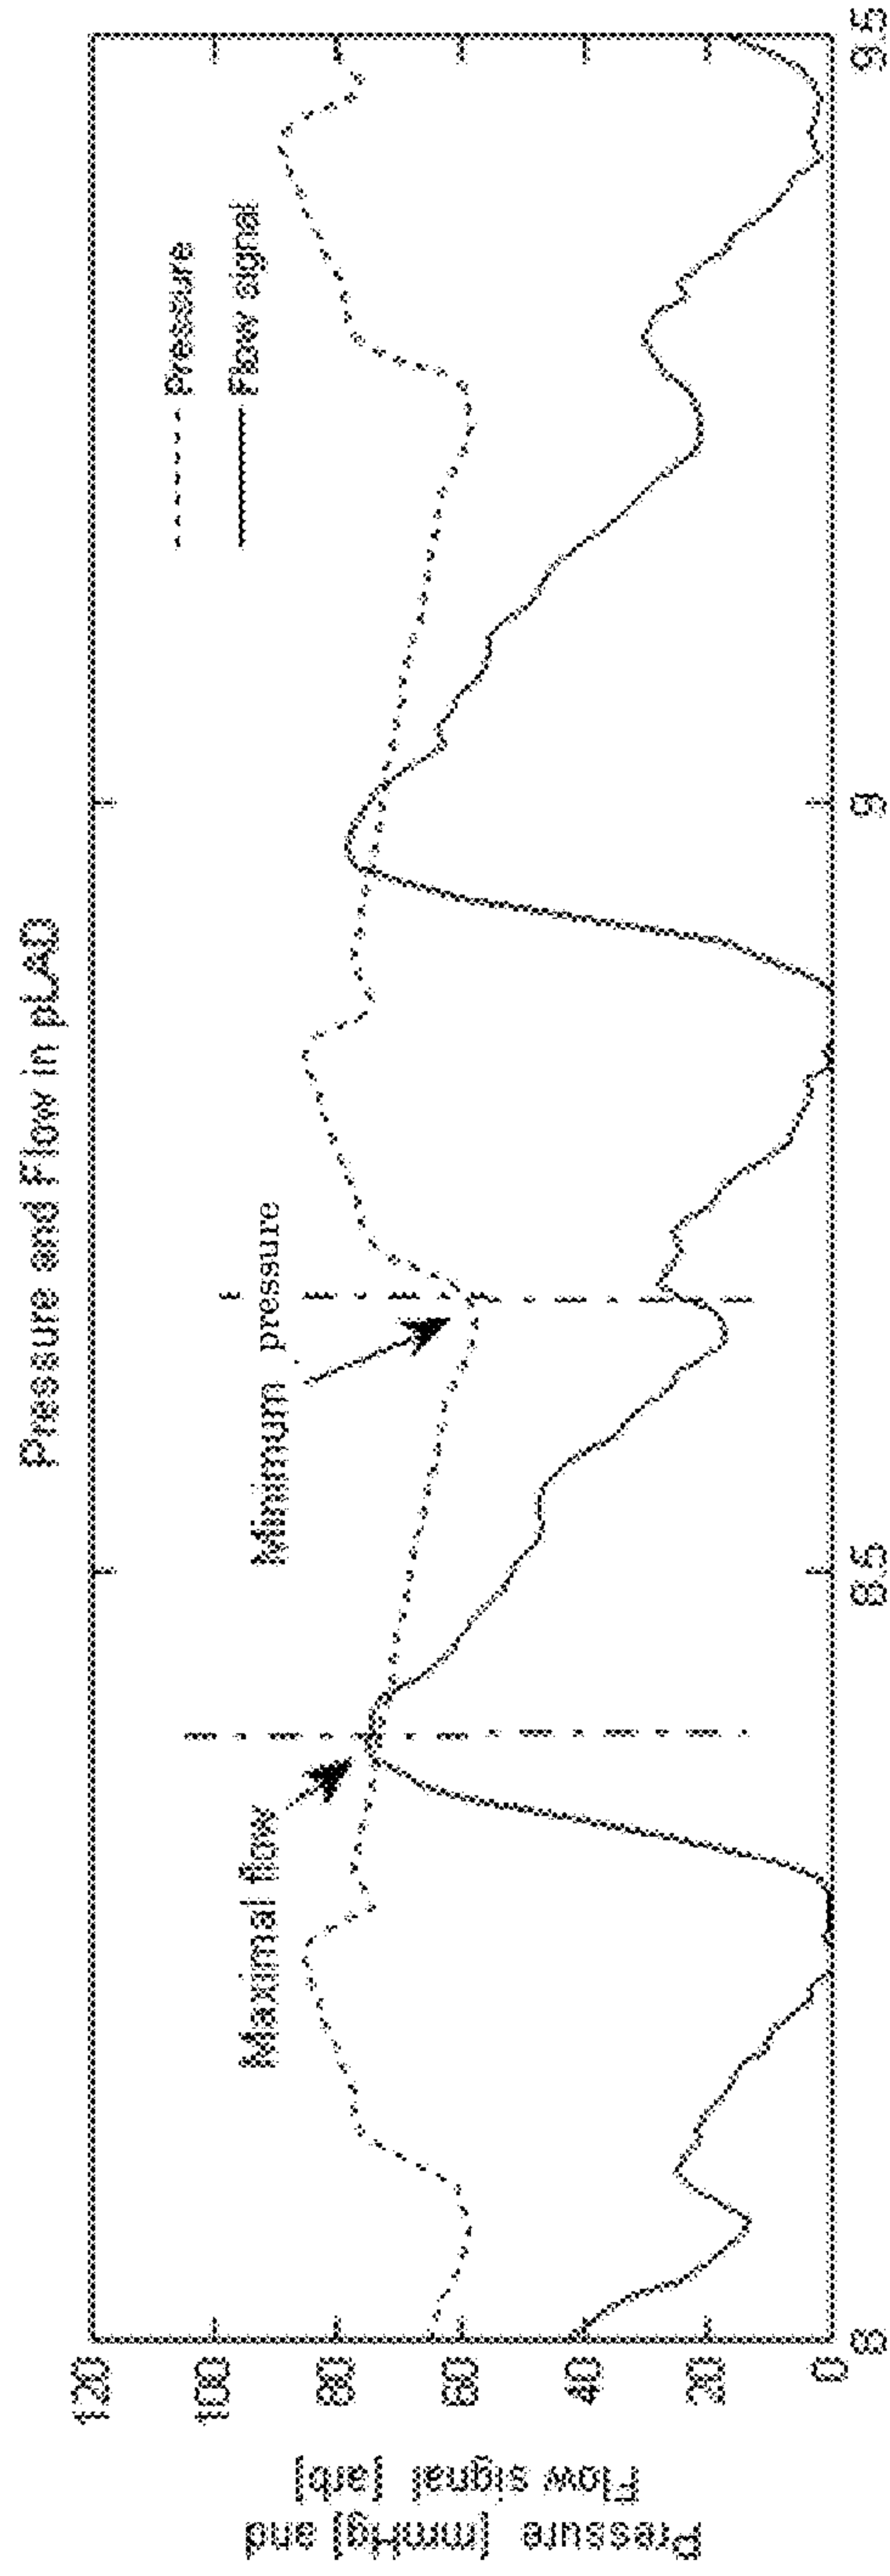 Pressure and Flow in pLAD
Pressure [mmHg] and
Flow signal [arb]
120
100
80
60
40
20
0
Pressure
Flow signal
Maximal flow
Minimum pressure
8
8.5
9
9.5